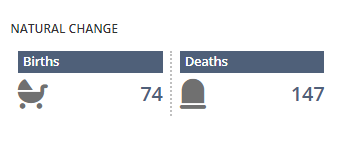 NATURAL CHANGE
Births
Deaths
74
147